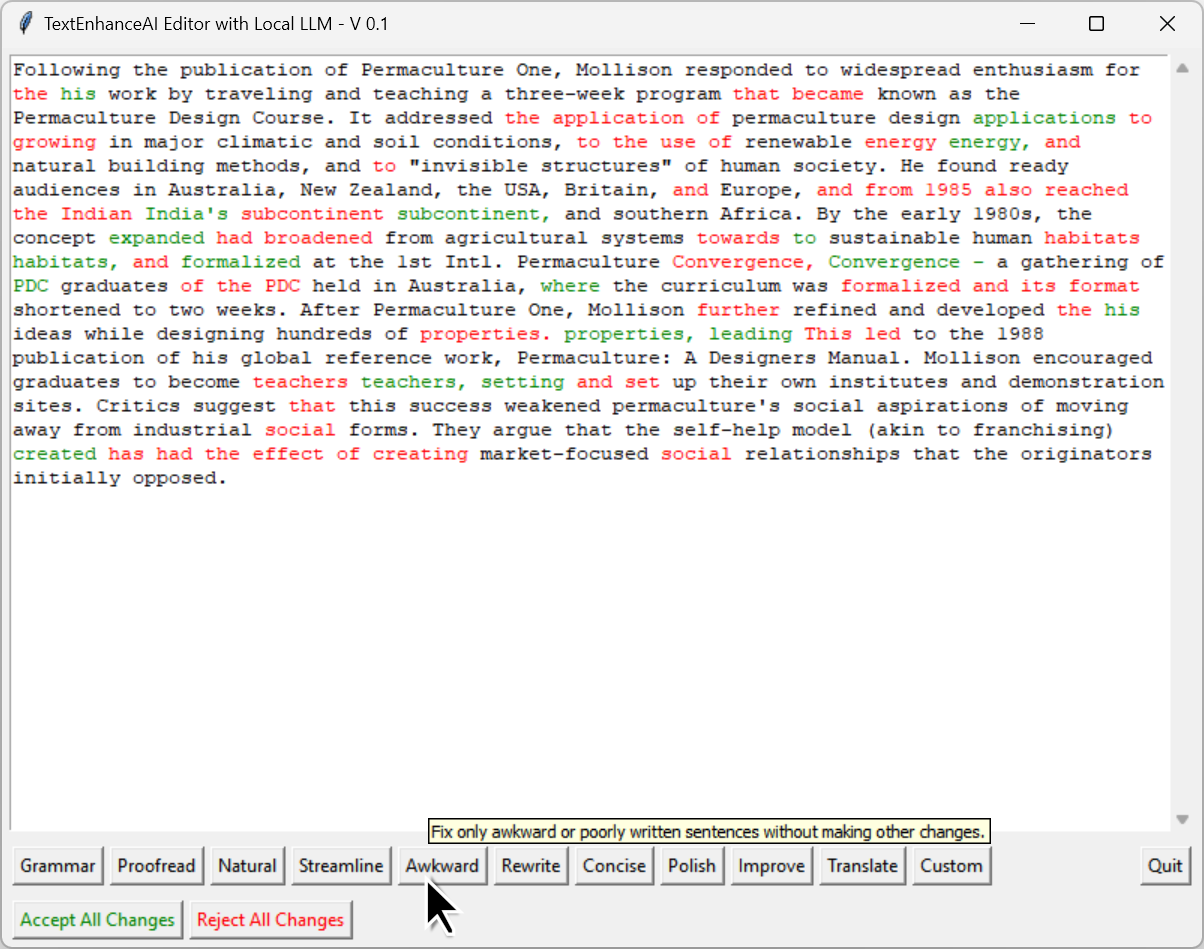 TextEnhanceAI Editor with Local LLM - V 0.1
Following the publication of Permaculture One, Mollison responded to widespread enthusiasm for
the his work by traveling and teaching a three-week program that became known as the
Permaculture Design Course. It addressed the application of permaculture design applications to
growing in major climatic and soil conditions, to the use of renewable energy energy, and
natural building methods, and to "invisible structures" of human society. He found ready
audiences in Australia, New Zealand, the USA, Britain, and Europe, and from 1985 also reached
the Indian India's subcontinent subcontinent, and southern Africa. By the early 1980s, the
concept expanded had broadened from agricultural systems towards to sustainable human habitats
habitats, and formalized at the 1st Intl. Permaculture Convergence, Convergence - a gathering of
PDC graduates of the PDC held in Australia, where the curriculum was formalized and its format
shortened to two weeks. After Permaculture One, Mollison further refined and developed the his
ideas while designing hundreds of properties. properties, leading This led to the 1988
publication of his global reference work, Permaculture: A Designers Manual. Mollison encouraged
graduates to become teachers teachers, setting and set up their own institutes and demonstration
sites. Critics suggest that this success weakened permaculture's social aspirations of moving
away from industrial social forms. They argue that the self-help model (akin to franchising)
created has had the effect of creating market-focused social relationships that the originators
initially opposed.
Fix only awkward or poorly written sentences without making other changes.
Grammar Proofread Natural Streamline Awkward Rewrite Concise Polish Improve Translate Custom Quit
Accept All Changes Reject All Changes